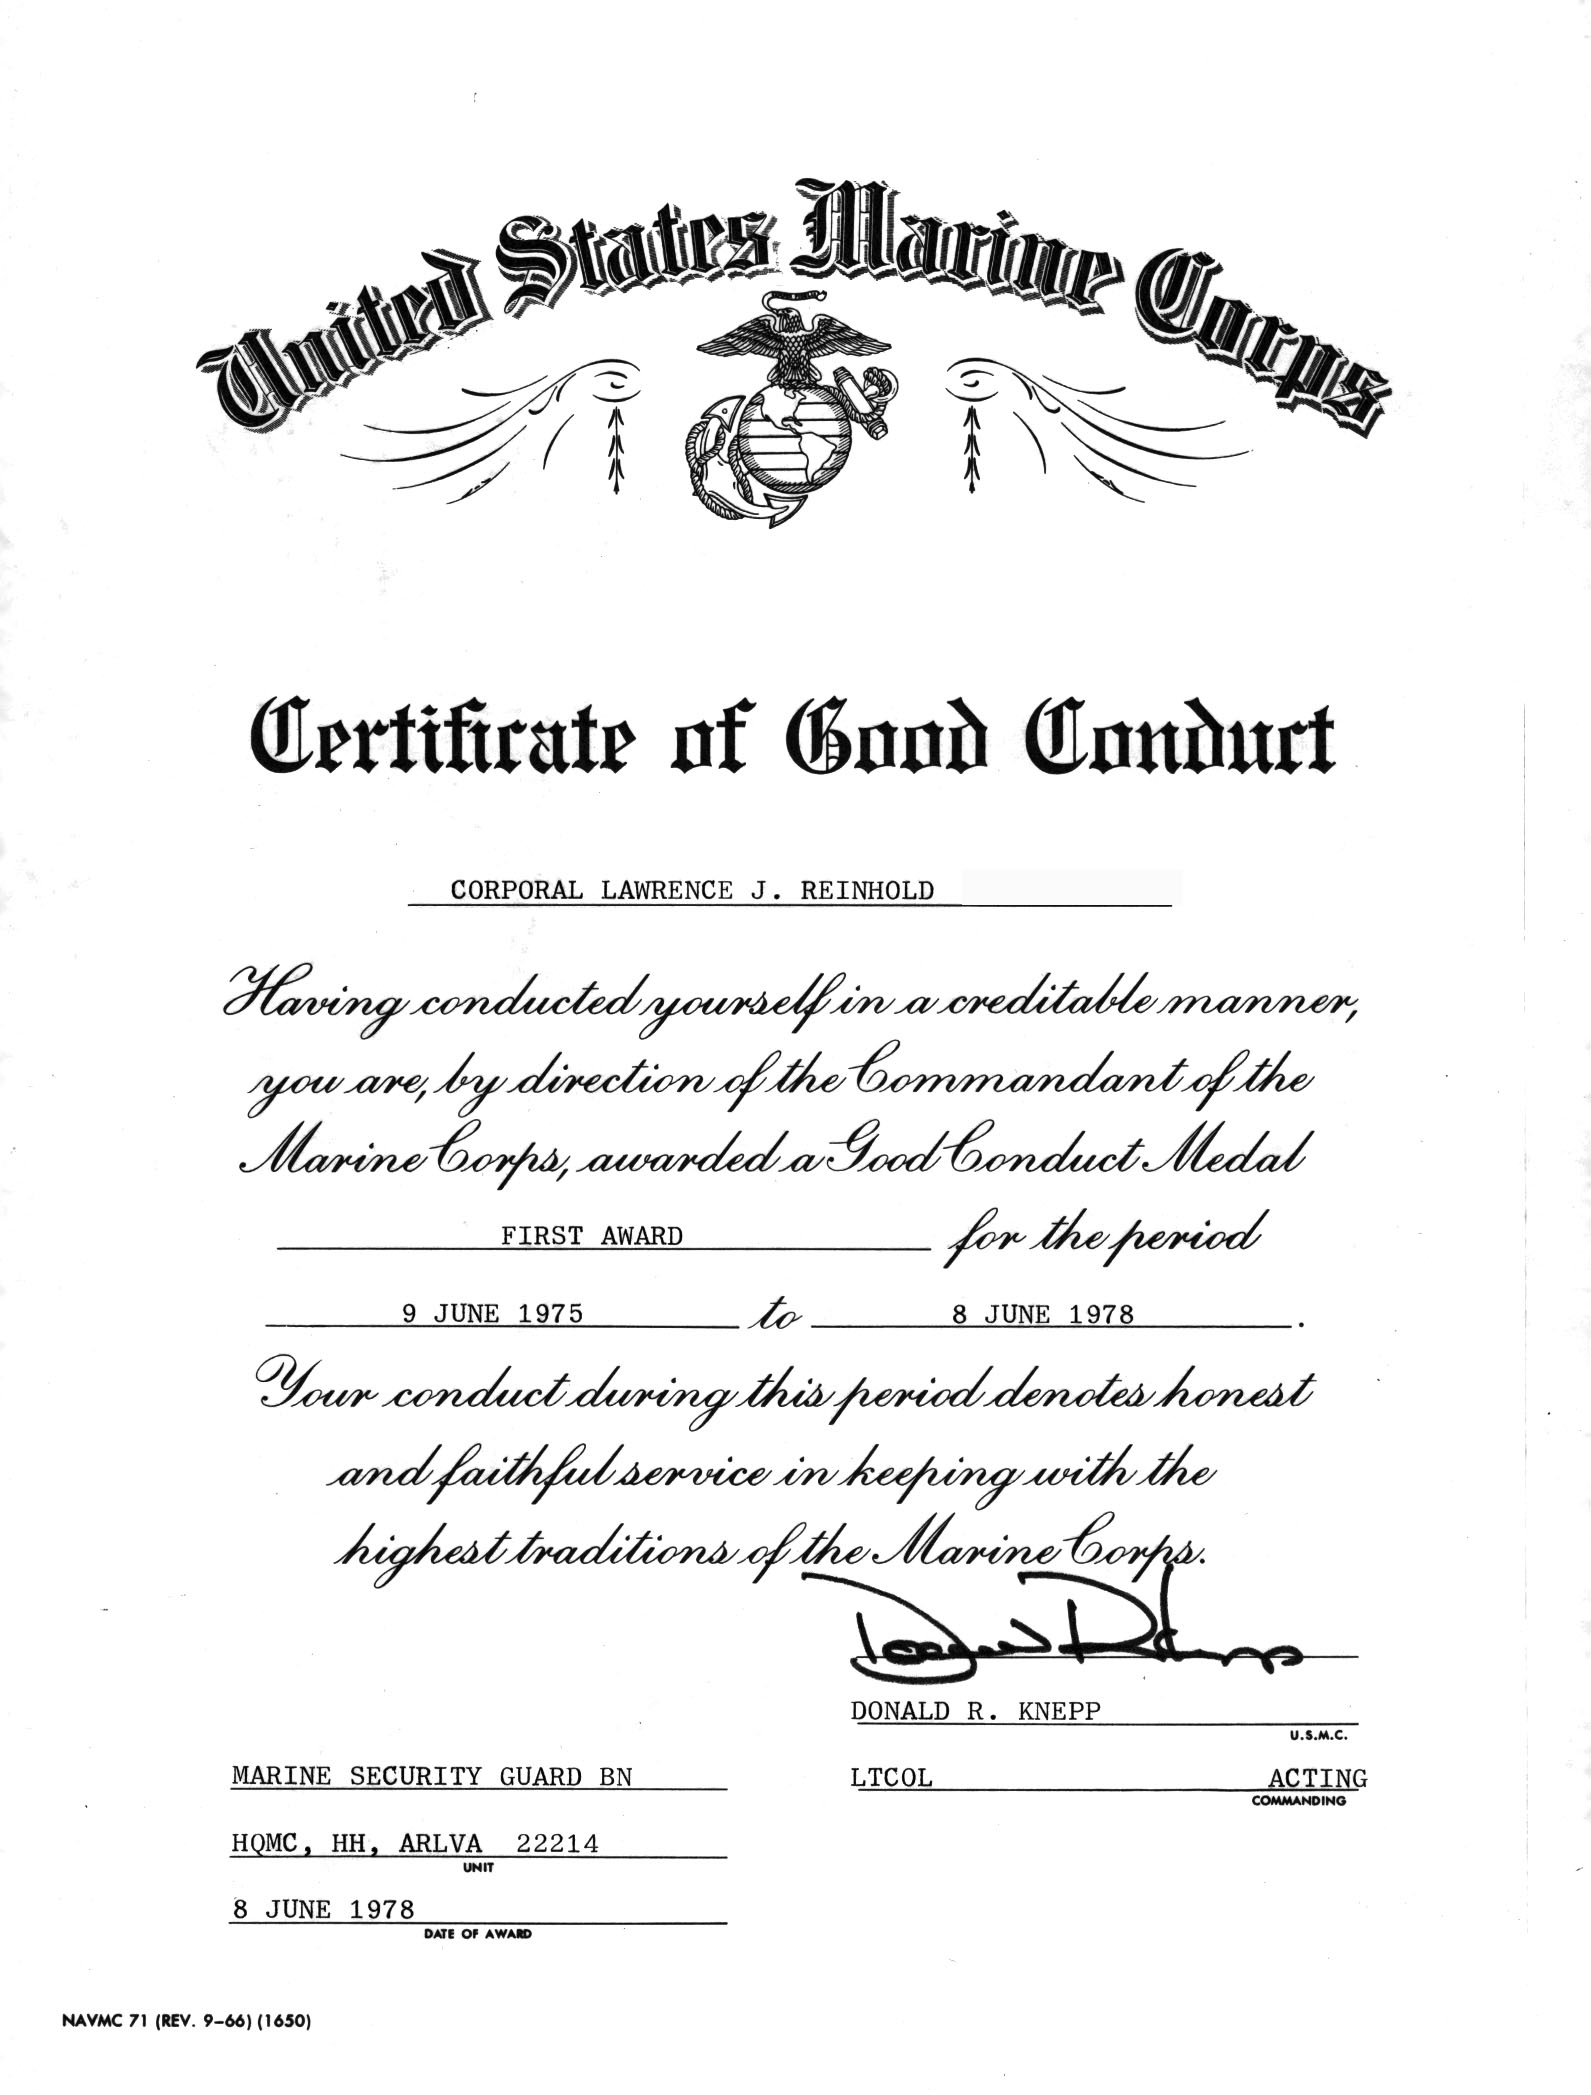 United States Marine Corps
Certificate of Good Conduct
CORPORAL LAWRENCE J. REINHOLD
Having conducted yourself in a creditable manner,
you are, by direction of the Commandant of the
Marine Corps, awarded a Good Conduct Medal
FIRST AWARD for the period
9 JUNE 1975 to 8 JUNE 1978.
Your conduct during this period denotes honest
and faithful service in keeping with the
highest traditions of the Marine Corps.
DONALD R. KNEPP
U.S.M.C.
MARINE SECURITY GUARD BN
LTCOL ACTING
COMMANDING
HQMC, HH, ARLVA 22214
UNIT
8 JUNE 1978
DATE OF AWARD
NAVMC 71 (REV. 9-66) (1650)